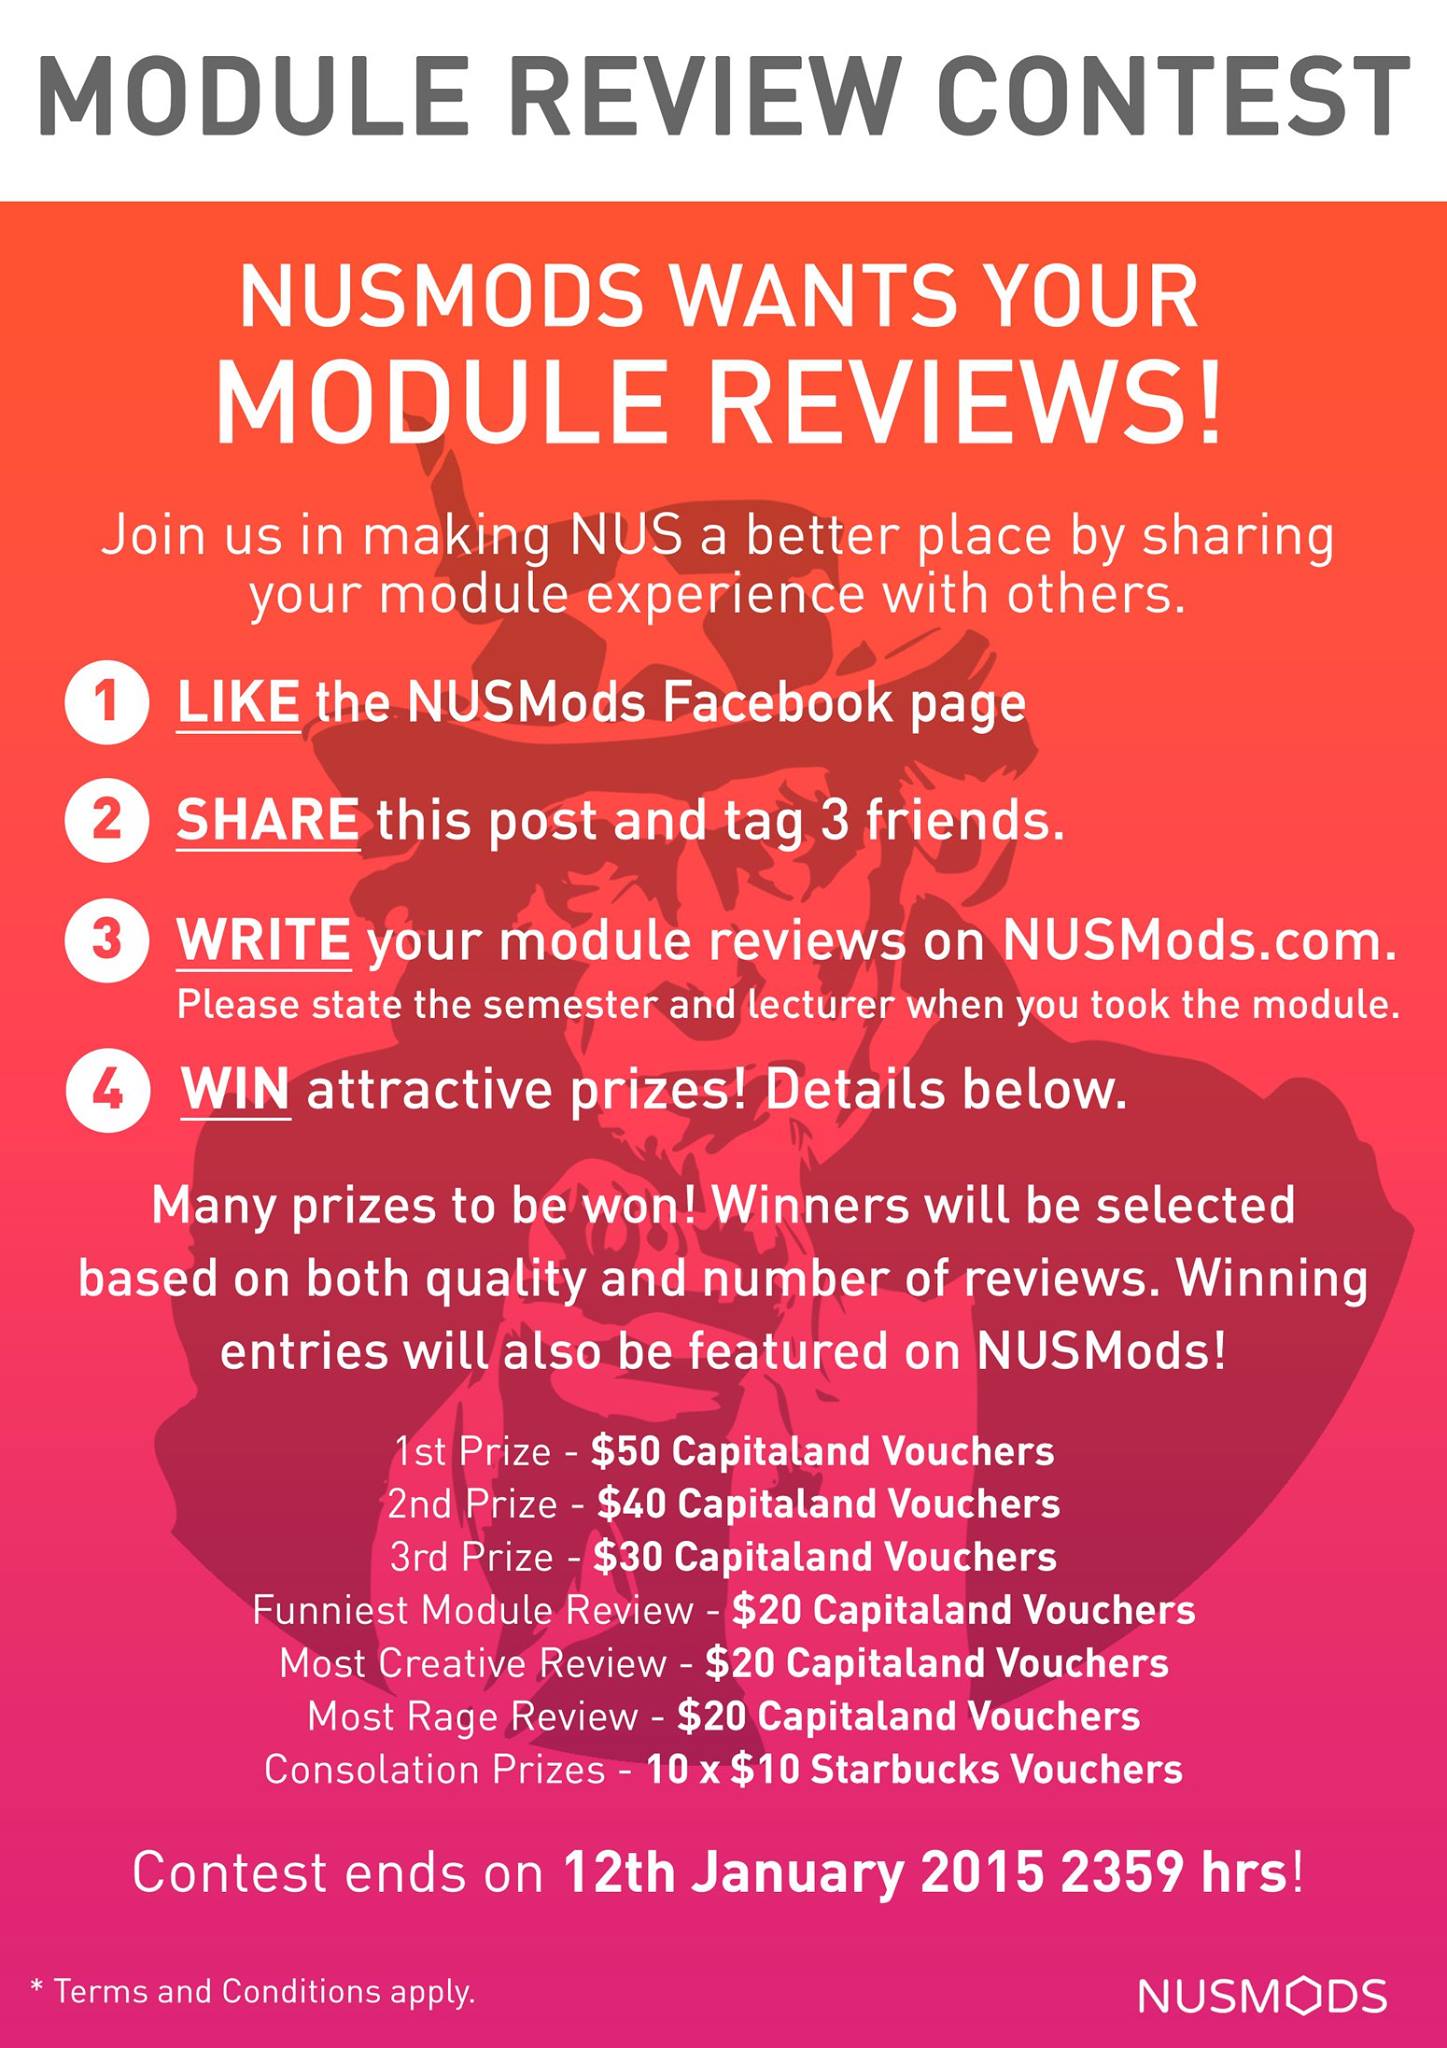 MODULE REVIEW CONTEST
NUSMODS WANTS YOUR
MODULE REVIEWS!
Join us in making NUS a better place by sharing
your module experience with others.
1 LIKE the NUSMods Facebook page
2 SHARE this post and tag 3 friends.
3 WRITE your module reviews on NUSMods.com.
Please state the semester and lecturer when you took the module.
4 WIN attractive prizes! Details below.
Many prizes to be won! Winners will be selected
based on both quality and number of reviews. Winning
entries will also be featured on NUSMods!
1st Prize - $50 Capitaland Vouchers
2nd Prize - $40 Capitaland Vouchers
3rd Prize - $30 Capitaland Vouchers
Funniest Module Review - $20 Capitaland Vouchers
Most Creative Review - $20 Capitaland Vouchers
Most Rage Review - $20 Capitaland Vouchers
Consolation Prizes - 10 x $10 Starbucks Vouchers
Contest ends on 12th January 2015 2359 hrs!
* Terms and Conditions apply.
NUSMODS